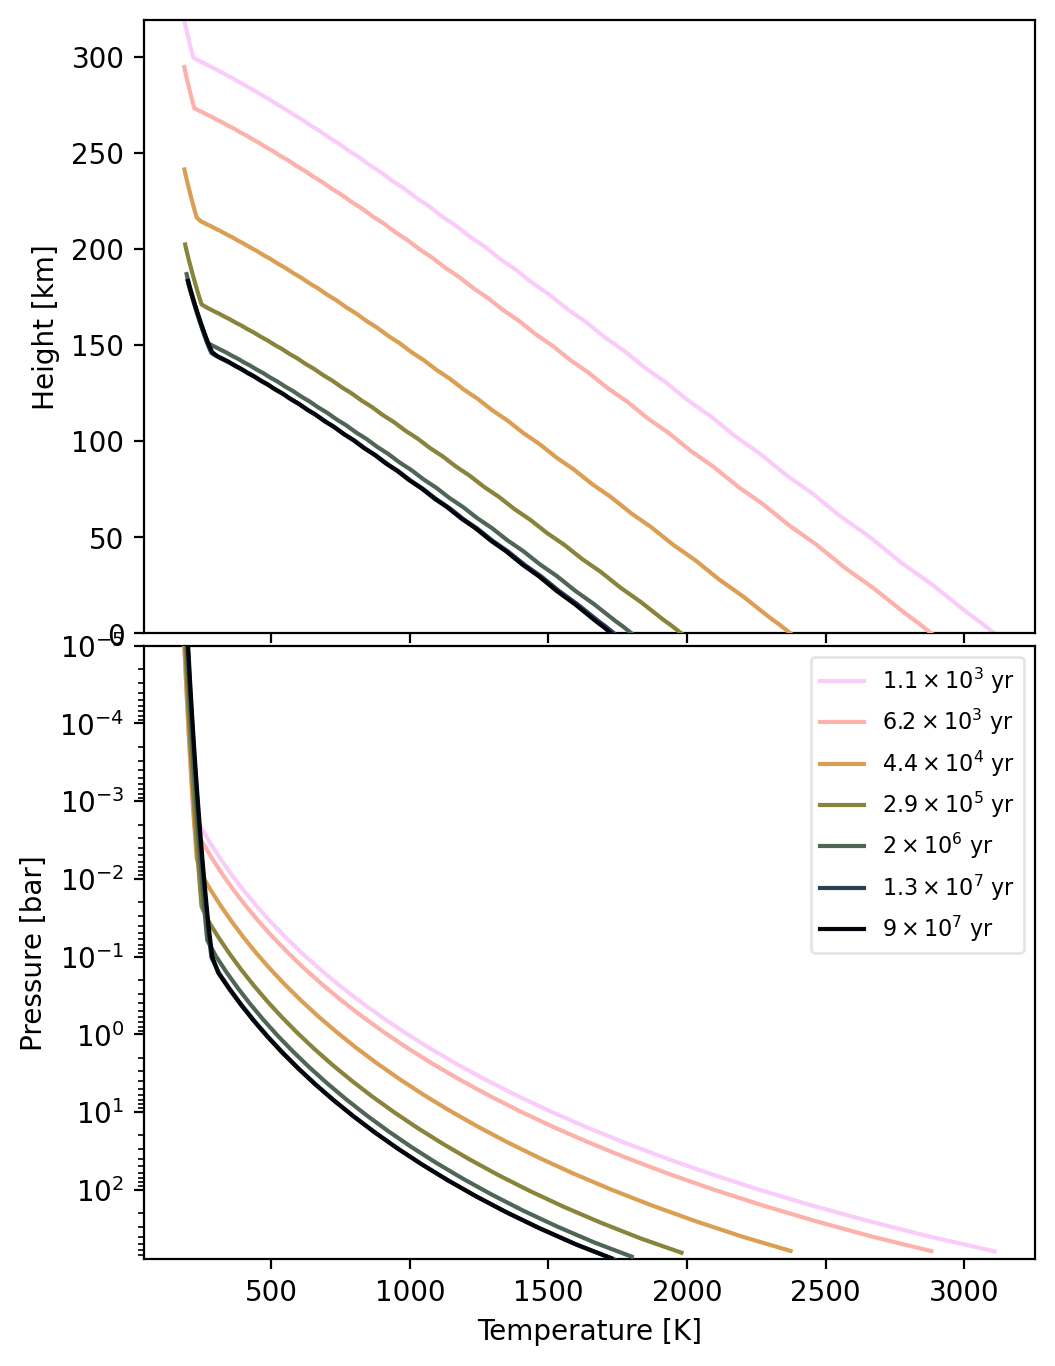 300
250
200
150
100
50
0
Height [km]
10⁻⁵
10⁻⁴
10⁻³
10⁻²
10⁻¹
10⁰
10¹
10²
Pressure [bar]
1.1 × 10³ yr
6.2 × 10³ yr
4.4 × 10⁴ yr
2.9 × 10⁵ yr
2 × 10⁶ yr
1.3 × 10⁷ yr
9 × 10⁷ yr
500 1000 1500 2000 2500 3000
Temperature [K]